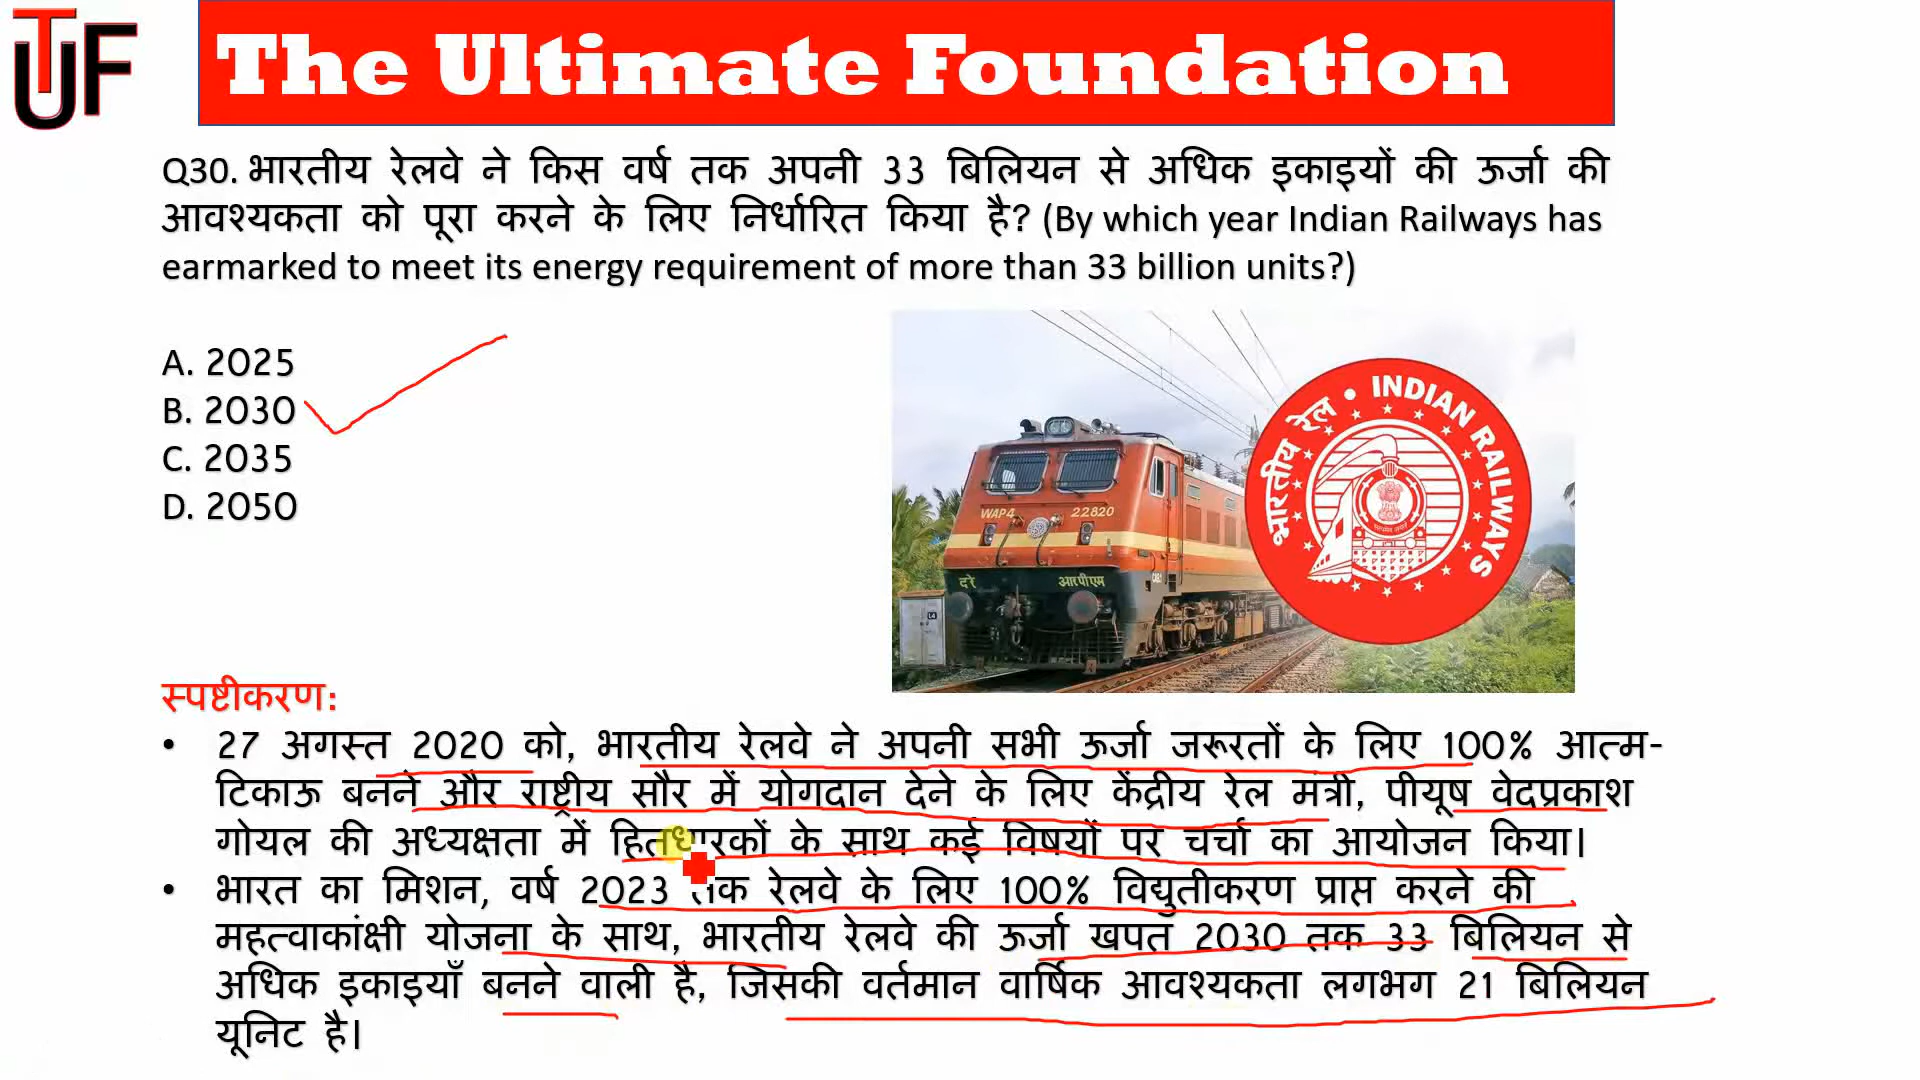 TUF
The Ultimate Foundation
Q30. भारतीय रेलवे ने किस वर्ष तक अपनी 33 बिलियन से अधिक इकाइयों की ऊर्जा की
आवश्यकता को पूरा करने के लिए निर्धारित किया है? (By which year Indian Railways has
earmarked to meet its energy requirement of more than 33 billion units?)
A. 2025
B. 2030
C. 2035
D. 2050
भारतीय रेल • INDIAN RAILWAYS
WAP4 22820
दरे आरपीएम
स्पष्टीकरण:
• 27 अगस्त 2020 को, भारतीय रेलवे ने अपनी सभी ऊर्जा जरूरतों के लिए 100% आत्म-
टिकाऊ बनने और राष्ट्रीय सौर में योगदान देने के लिए केंद्रीय रेल मंत्री, पीयूष वेदप्रकाश
गोयल की अध्यक्षता में हितधारकों के साथ कई विषयों पर चर्चा का आयोजन किया।
• भारत का मिशन, वर्ष 2023 तक रेलवे के लिए 100% विद्युतीकरण प्राप्त करने की
महत्वाकांक्षी योजना के साथ, भारतीय रेलवे की ऊर्जा खपत 2030 तक 33 बिलियन से
अधिक इकाइयाँ बनने वाली है, जिसकी वर्तमान वार्षिक आवश्यकता लगभग 21 बिलियन
यूनिट है।